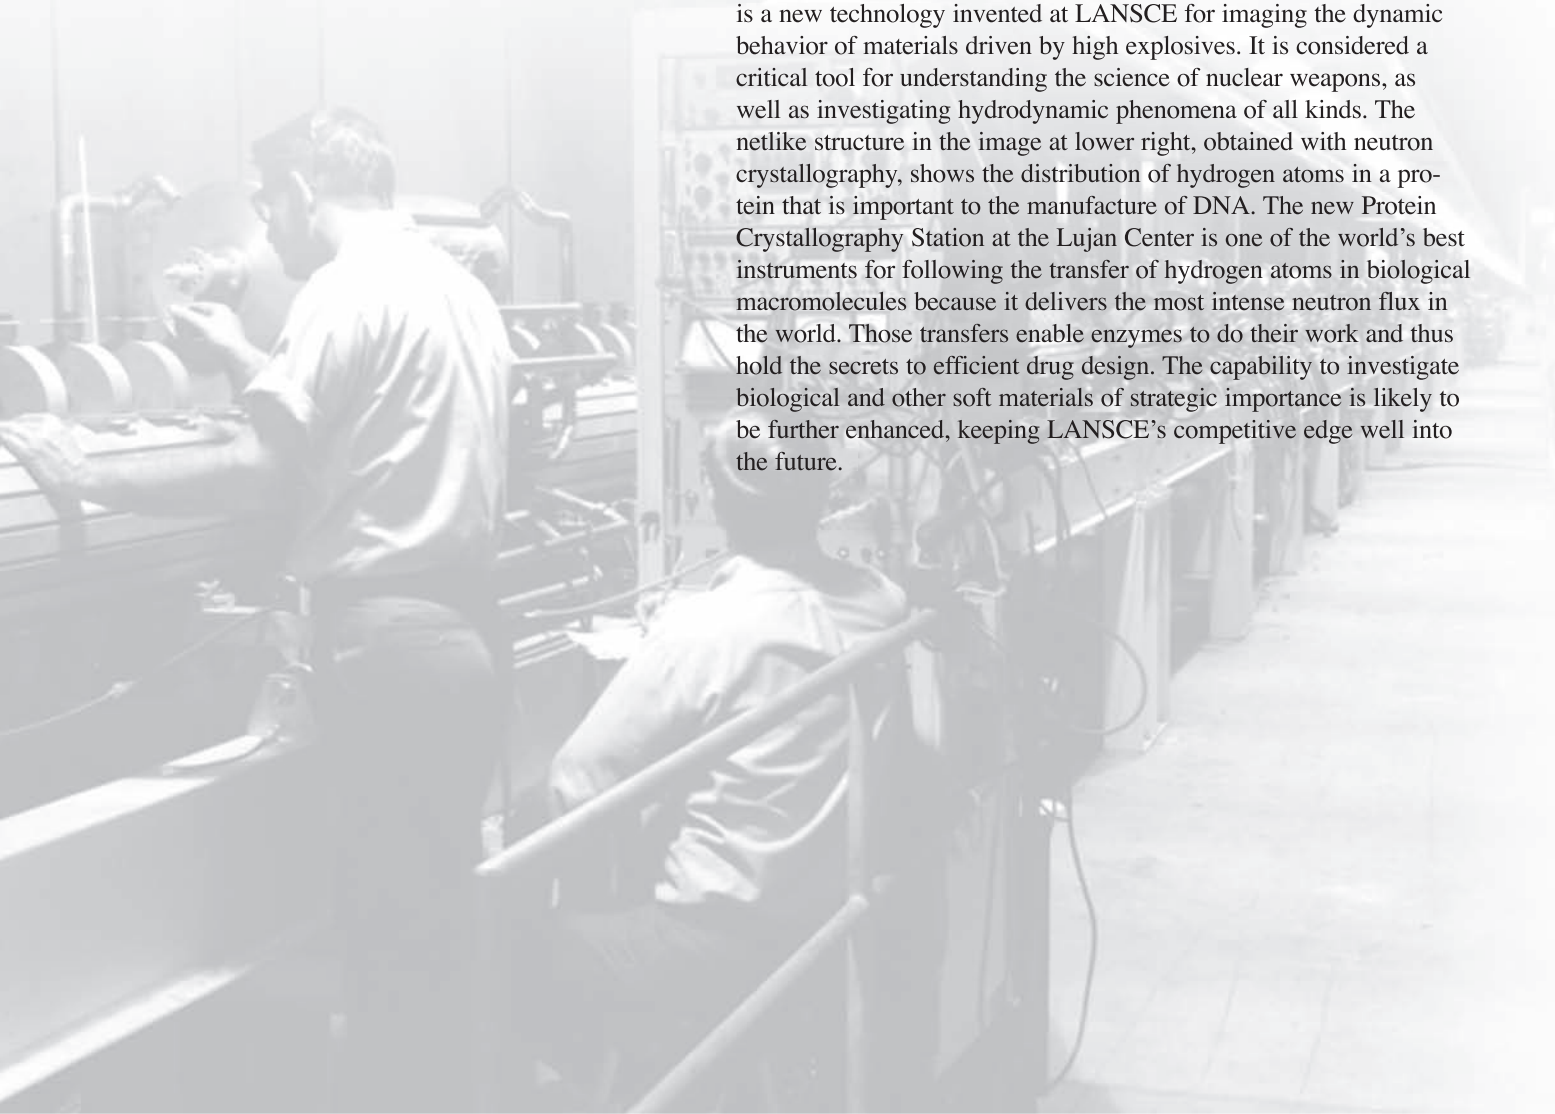 is a new technology invented at LANSCE for imaging the dynamic
behavior of materials driven by high explosives. It is considered a
critical tool for understanding the science of nuclear weapons, as
well as investigating hydrodynamic phenomena of all kinds. The
netlike structure in the image at lower right, obtained with neutron
crystallography, shows the distribution of hydrogen atoms in a pro-
tein that is important to the manufacture of DNA. The new Protein
Crystallography Station at the Lujan Center is one of the world’s best
instruments for following the transfer of hydrogen atoms in biological
macromolecules because it delivers the most intense neutron flux in
the world. Those transfers enable enzymes to do their work and thus
hold the secrets to efficient drug design. The capability to investigate
biological and other soft materials of strategic importance is likely to
be further enhanced, keeping LANSCE’s competitive edge well into
the future.